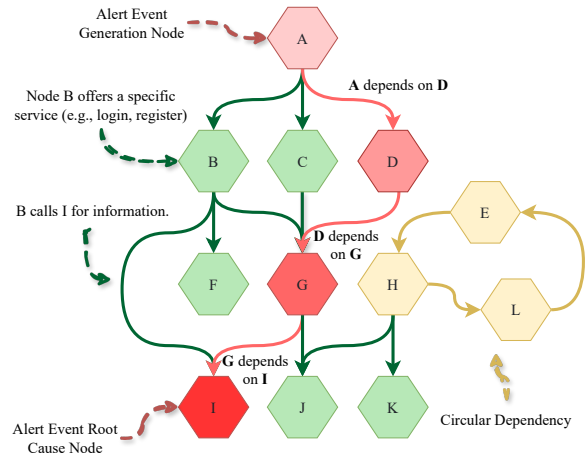 Alert Event
Generation Node
A
A depends on D
Node B offers a specific
service (e.g., login, register)
B
C
D
E
B calls I for information.
D depends
on G
F
G
H
L
G depends
on I
I
J
K
Circular Dependency
Alert Event Root
Cause Node